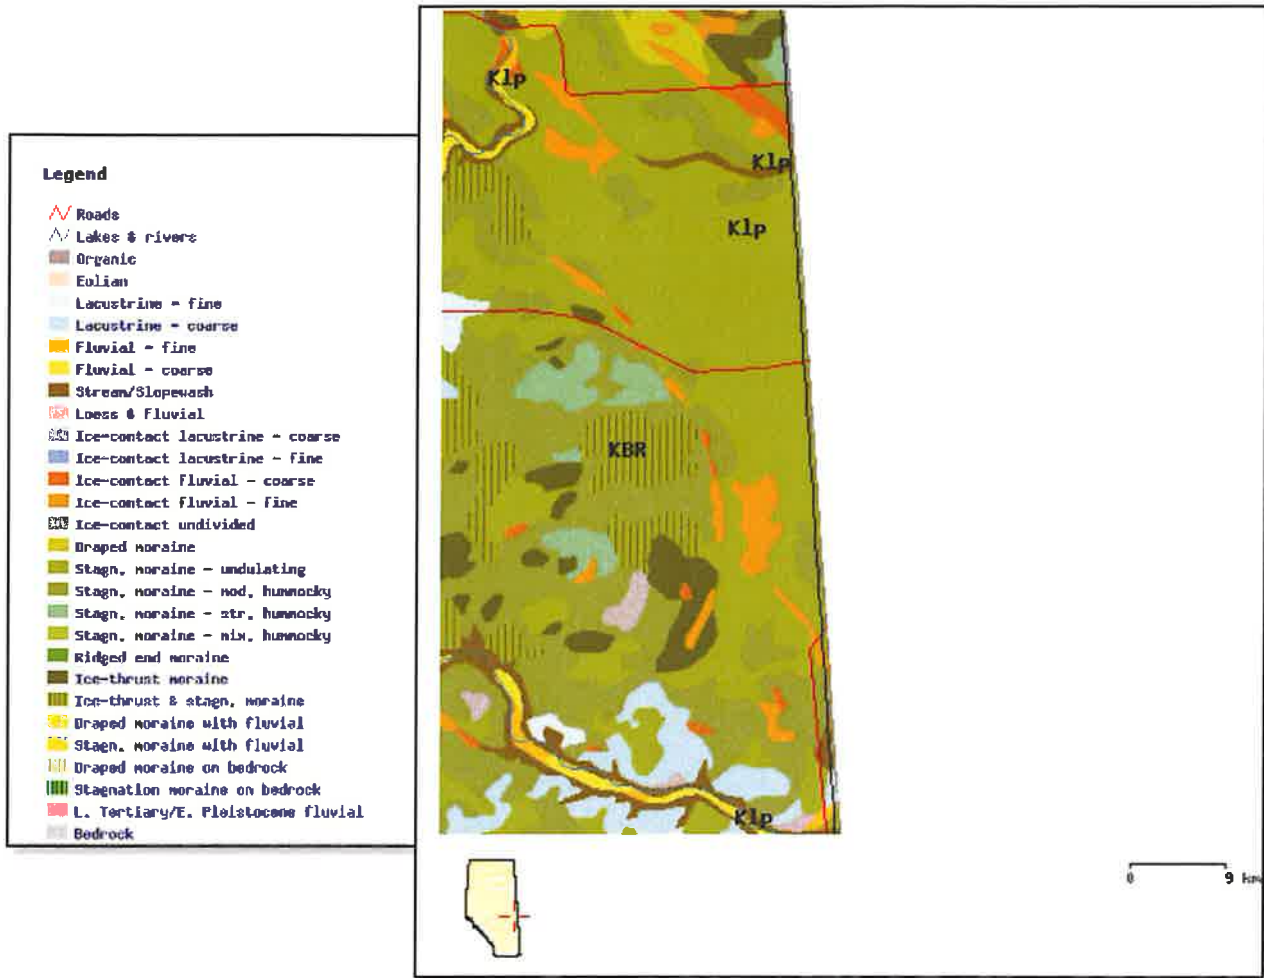 Legend
Roads
Lakes & rivers
Organic
Eolian
Lacustrine - fine
Lacustrine - coarse
Fluvial - fine
Fluvial - coarse
Stream/Slopewash
Loess & Fluvial
Ice-contact lacustrine - coarse
Ice-contact lacustrine - fine
Ice-contact fluvial - coarse
Ice-contact fluvial - fine
Ice-contact undivided
Draped moraine
Stagn. moraine - undulating
Stagn. moraine - mod. hummocky
Stagn. moraine - str. hummocky
Stagn. moraine - mix. hummocky
Ridged end moraine
Ice-thrust moraine
Ice-thrust & stagn. moraine
Draped moraine with fluvial
Stagn. moraine with fluvial
Draped moraine on bedrock
Stagnation moraine on bedrock
L. Tertiary/E. Pleistocene fluvial
Bedrock
Klp
Klp
Klp
KBR
Klp
0 9 km